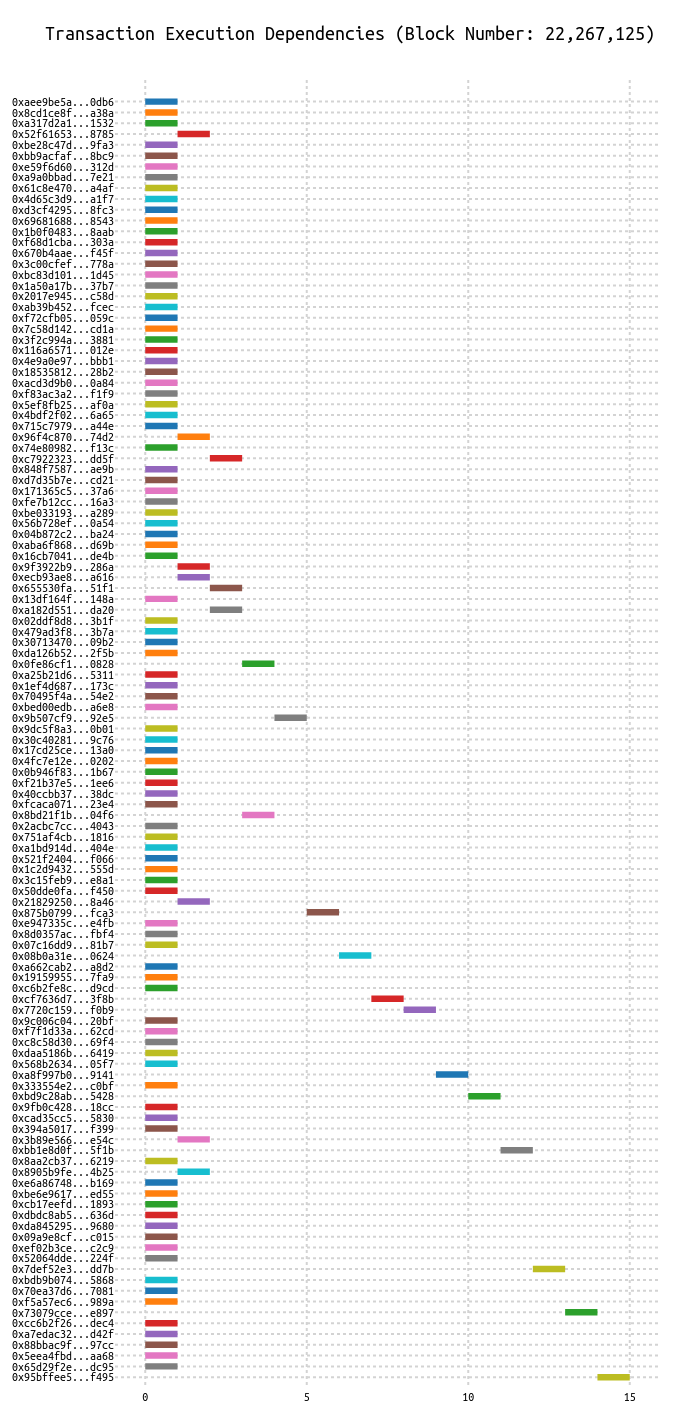 Transaction Execution Dependencies (Block Number: 22,267,125)
0xaee9be5a...0db6
0x8cd1ce8f...a38a
0xa317d2a1...1532
0x52f61653...8785
0xbe28c47d...9fa3
0xbb9acfaf...8bc9
0xe59f6d60...312d
0xa9a0bbad...7e21
0x61c8e470...a4af
0x4d65c3d9...a1f7
0xd3cf4295...8fc3
0x69681688...8543
0x1b0f0483...8aab
0xf68d1cba...303a
0x670b4aae...f45f
0x3c00cfef...778a
0xbc83d101...1d45
0x1a50a17b...37b7
0x2017e945...c58d
0xab39b452...fcec
0xf72cfb05...059c
0x7c58d142...cd1a
0x3f2c994a...3881
0x116a6571...012e
0x4e9a0e97...bbb1
0x18535812...28b2
0xacd3d9b0...0a84
0xf83ac3a2...f1f9
0x5ef8fb25...af0a
0x4bdf2f02...6a65
0x715c7979...a44e
0x96f4c870...74d2
0x74e80982...f13c
0xc7922323...dd5f
0x848f7587...ae9b
0xd7d35b7e...cd21
0x171365c5...37a6
0xfe7b12cc...16a3
0xbe033193...a289
0x56b728ef...0a54
0x04b872c2...ba24
0xaba6f868...d69b
0x16cb7041...de4b
0x9f3922b9...286a
0xecb93ae8...a616
0x655530fa...51f1
0x13df164f...148a
0xa182d551...da20
0x02ddf8d8...3b1f
0x479ad3f8...3b7a
0x30713470...09b2
0xda126b52...2f5b
0x0fe86cf1...0828
0xa25b21d6...5311
0x1ef4d687...173c
0x70495f4a...54e2
0xbed00edb...a6e8
0x9b507cf9...92e5
0x9dc5f8a3...0b01
0x30c40281...9c76
0x17cd25ce...13a0
0x4fc7e12e...0202
0x0b946f83...1b67
0xf21b37e5...1ee6
0x40ccbb37...38dc
0xfcaca071...23e4
0x8bd21f1b...04f6
0x2acbc7cc...4043
0x751af4cb...1816
0xa1bd914d...404e
0x521f2404...f066
0x1c2d9432...555d
0x3c15feb9...e8a1
0x50dde0fa...f450
0x21829250...8a46
0x875b0799...fca3
0xe947335c...e4fb
0x8d0357ac...fbf4
0x07c16dd9...81b7
0x08b0a31e...0624
0xa662cab2...a8d2
0x19159955...7fa9
0xc6b2fe8c...d9cd
0xcf7636d7...3f8b
0x7720c159...f0b9
0x9c006c04...20bf
0xf7f1d33a...62cd
0xc8c58d30...69f4
0xdaa5186b...6419
0x568b2634...05f7
0xa8f997b0...9141
0x333554e2...c0bf
0xbd9c28ab...5428
0x9fb0c428...18cc
0xcad35cc5...5830
0x394a5017...f399
0x3b89e566...e54c
0xbb1e8d0f...5f1b
0x8aa2cb37...6219
0x8905b9fe...4b25
0xe6a86748...b169
0xbe6e9617...ed55
0xcb17eefd...1893
0xdbdc8ab5...636d
0xda845295...9680
0x09a9e8cf...c015
0xef02b3ce...c2c9
0x52064dde...224f
0x7def52e3...dd7b
0xbdb9b074...5868
0x70ea37d6...7081
0xf5a57ec6...989a
0x73079cce...e897
0xcc6b2f26...dec4
0xa7edac32...d42f
0x88bbac9f...97cc
0x5eea4fbd...aa68
0x65d29f2e...dc95
0x95bffee5...f495
0 5 10 15